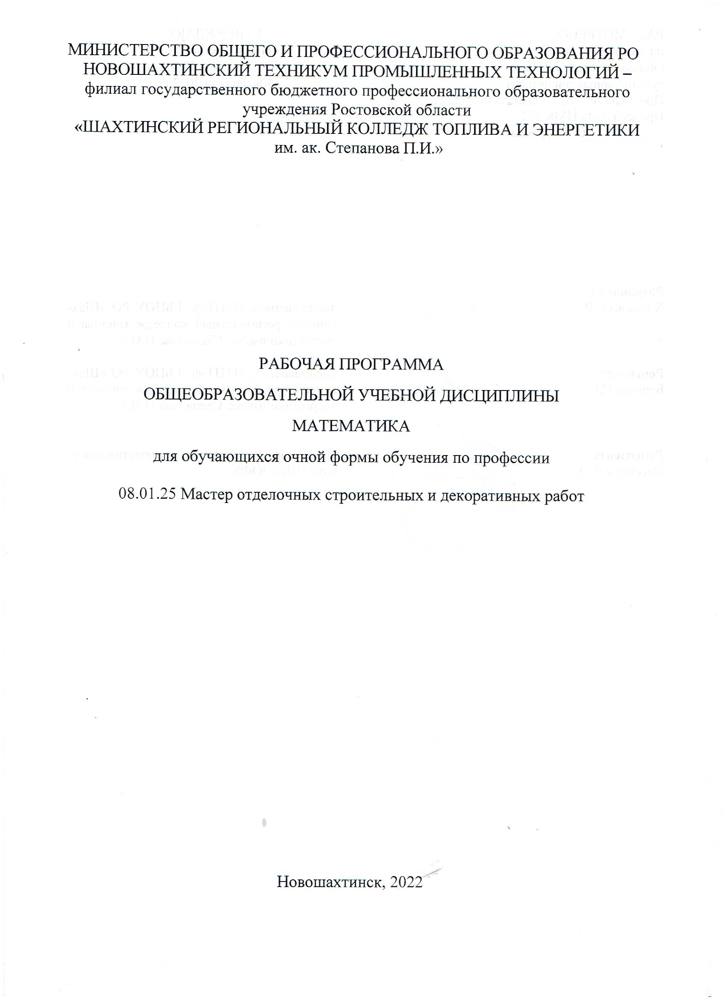 МИНИСТЕРСТВО ОБЩЕГО И ПРОФЕССИОНАЛЬНОГО ОБРАЗОВАНИЯ РО
НОВОШАХТИНСКИЙ ТЕХНИКУМ ПРОМЫШЛЕННЫХ ТЕХНОЛОГИЙ –
филиал государственного бюджетного профессионального образовательного
учреждения Ростовской области
«ШАХТИНСКИЙ РЕГИОНАЛЬНЫЙ КОЛЛЕДЖ ТОПЛИВА И ЭНЕРГЕТИКИ
им. ак. Степанова П.И.»
РАБОЧАЯ ПРОГРАММА
ОБЩЕОБРАЗОВАТЕЛЬНОЙ УЧЕБНОЙ ДИСЦИПЛИНЫ
МАТЕМАТИКА
для обучающихся очной формы обучения по профессии
08.01.25 Мастер отделочных строительных и декоративных работ
Новошахтинск, 2022